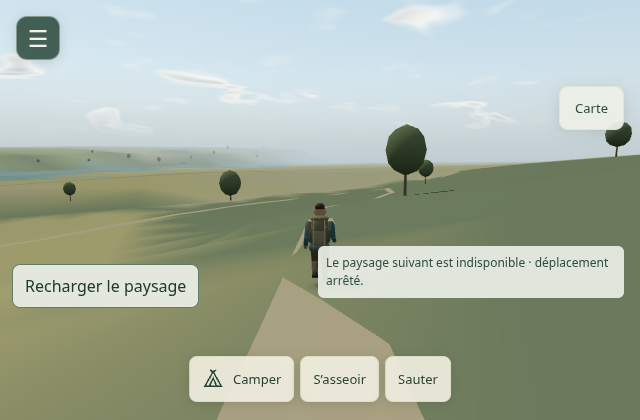 Carte
Le paysage suivant est indisponible · déplacement
arrêté.
Recharger le paysage
Camper
S’asseoir
Sauter